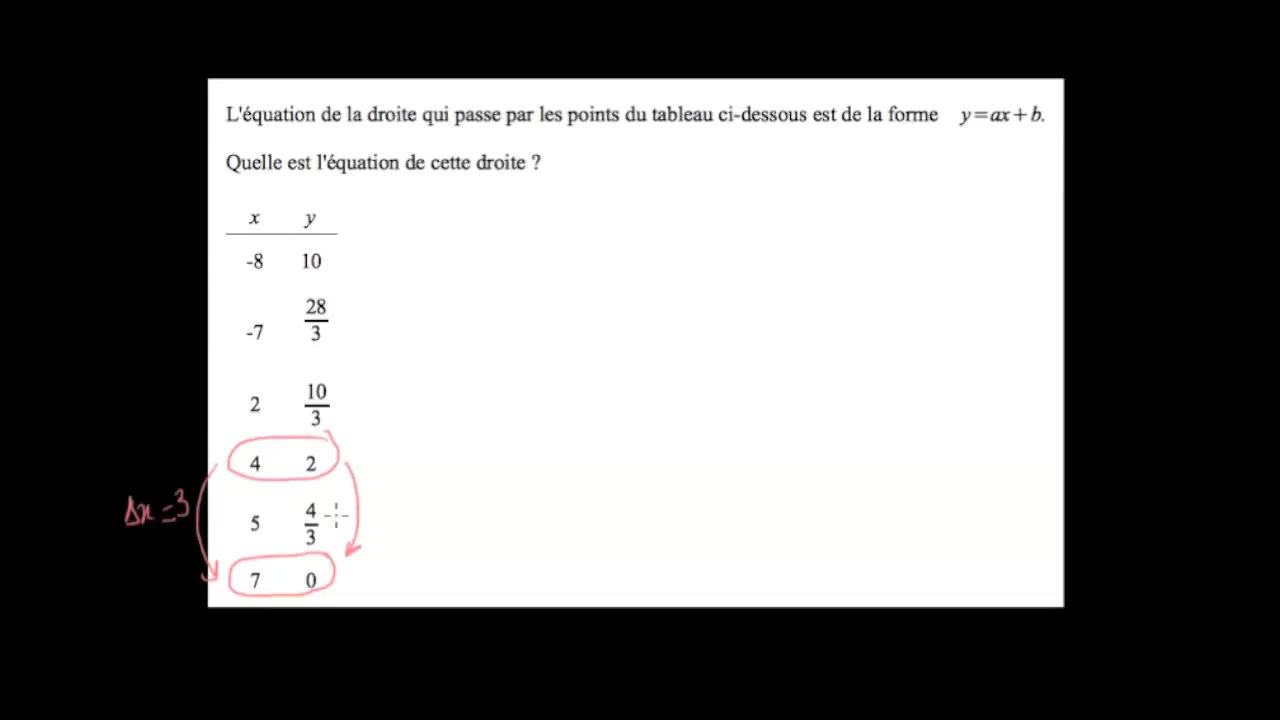 L'équation de la droite qui passe par les points du tableau ci-dessous est de la forme y=ax+b.
Quelle est l'équation de cette droite ?
x y
-8 10
-7 28/3
2 10/3
4 2
Δx=3
5 4/3
7 0